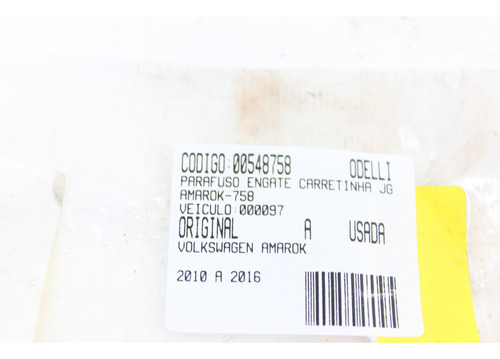 CODIGO:00548758 ODELLI
PARAFUSO ENGATE CARRETINHA JG
AMAROK-758
VEICULO:000097
ORIGINAL A USADA
VOLKSWAGEN AMAROK
2010 A 2016